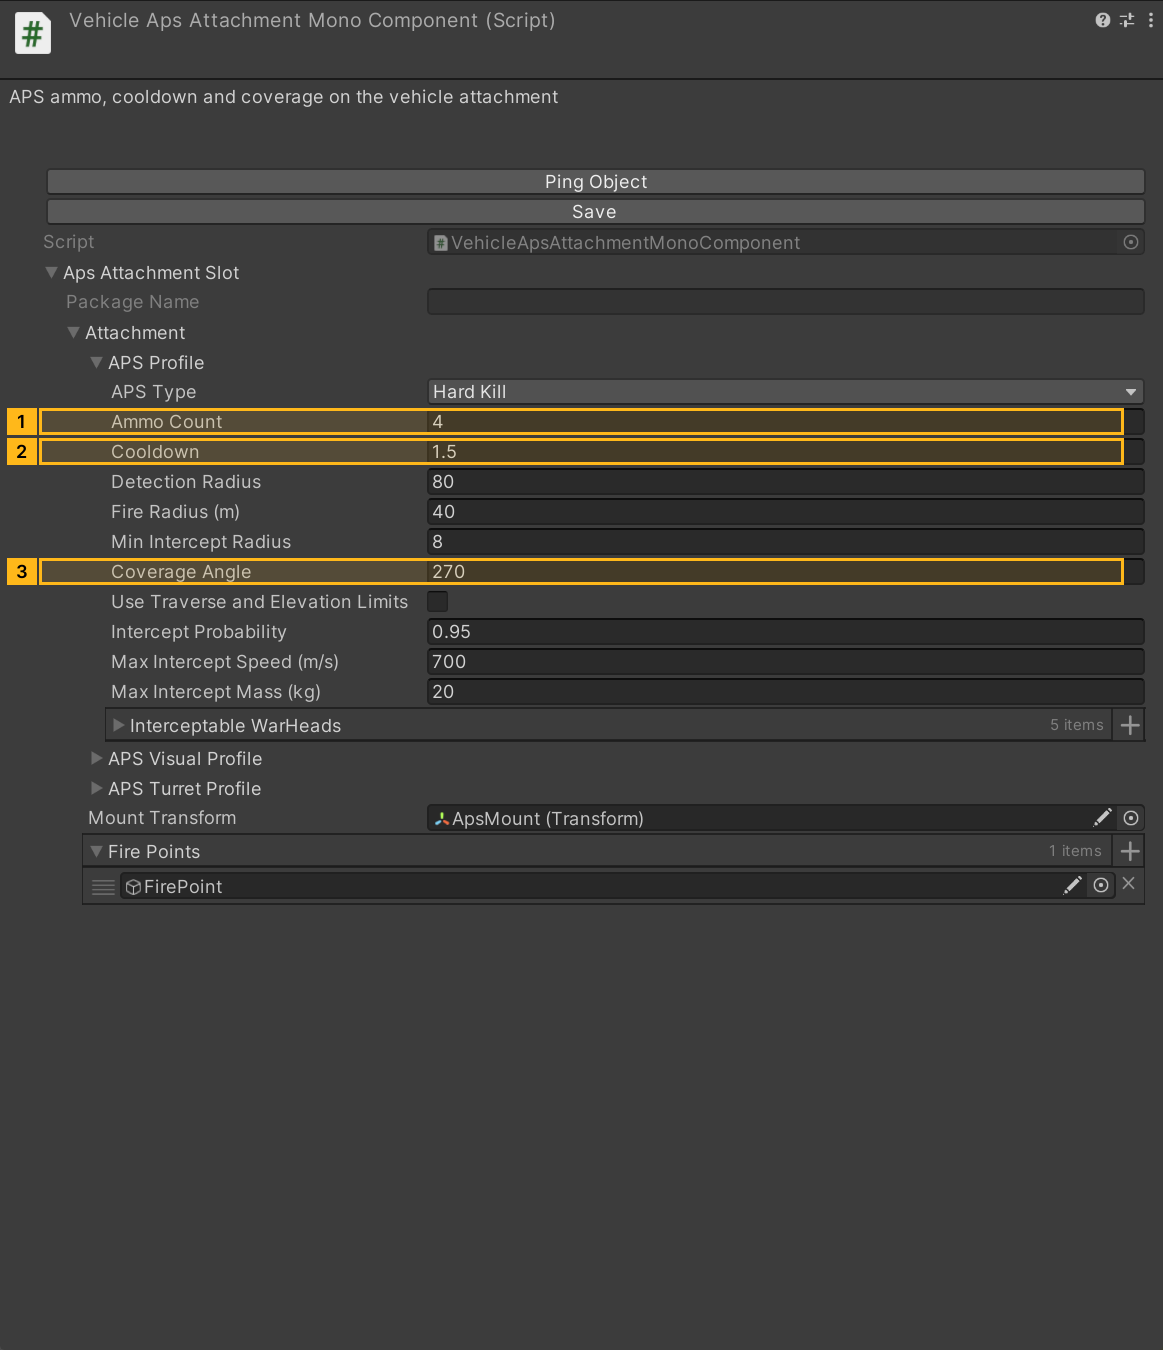 Vehicle Aps Attachment Mono Component (Script)
APS ammo, cooldown and coverage on the vehicle attachment
Ping Object
Save
Script VehicleApsAttachmentMonoComponent
Aps Attachment Slot
Package Name
Attachment
APS Profile
APS Type Hard Kill
1 Ammo Count 4
2 Cooldown 1.5
Detection Radius 80
Fire Radius (m) 40
Min Intercept Radius 8
3 Coverage Angle 270
Use Traverse and Elevation Limits
Intercept Probability 0.95
Max Intercept Speed (m/s) 700
Max Intercept Mass (kg) 20
Interceptable WarHeads 5 items
APS Visual Profile
APS Turret Profile
Mount Transform ApsMount (Transform)
Fire Points 1 items
FirePoint